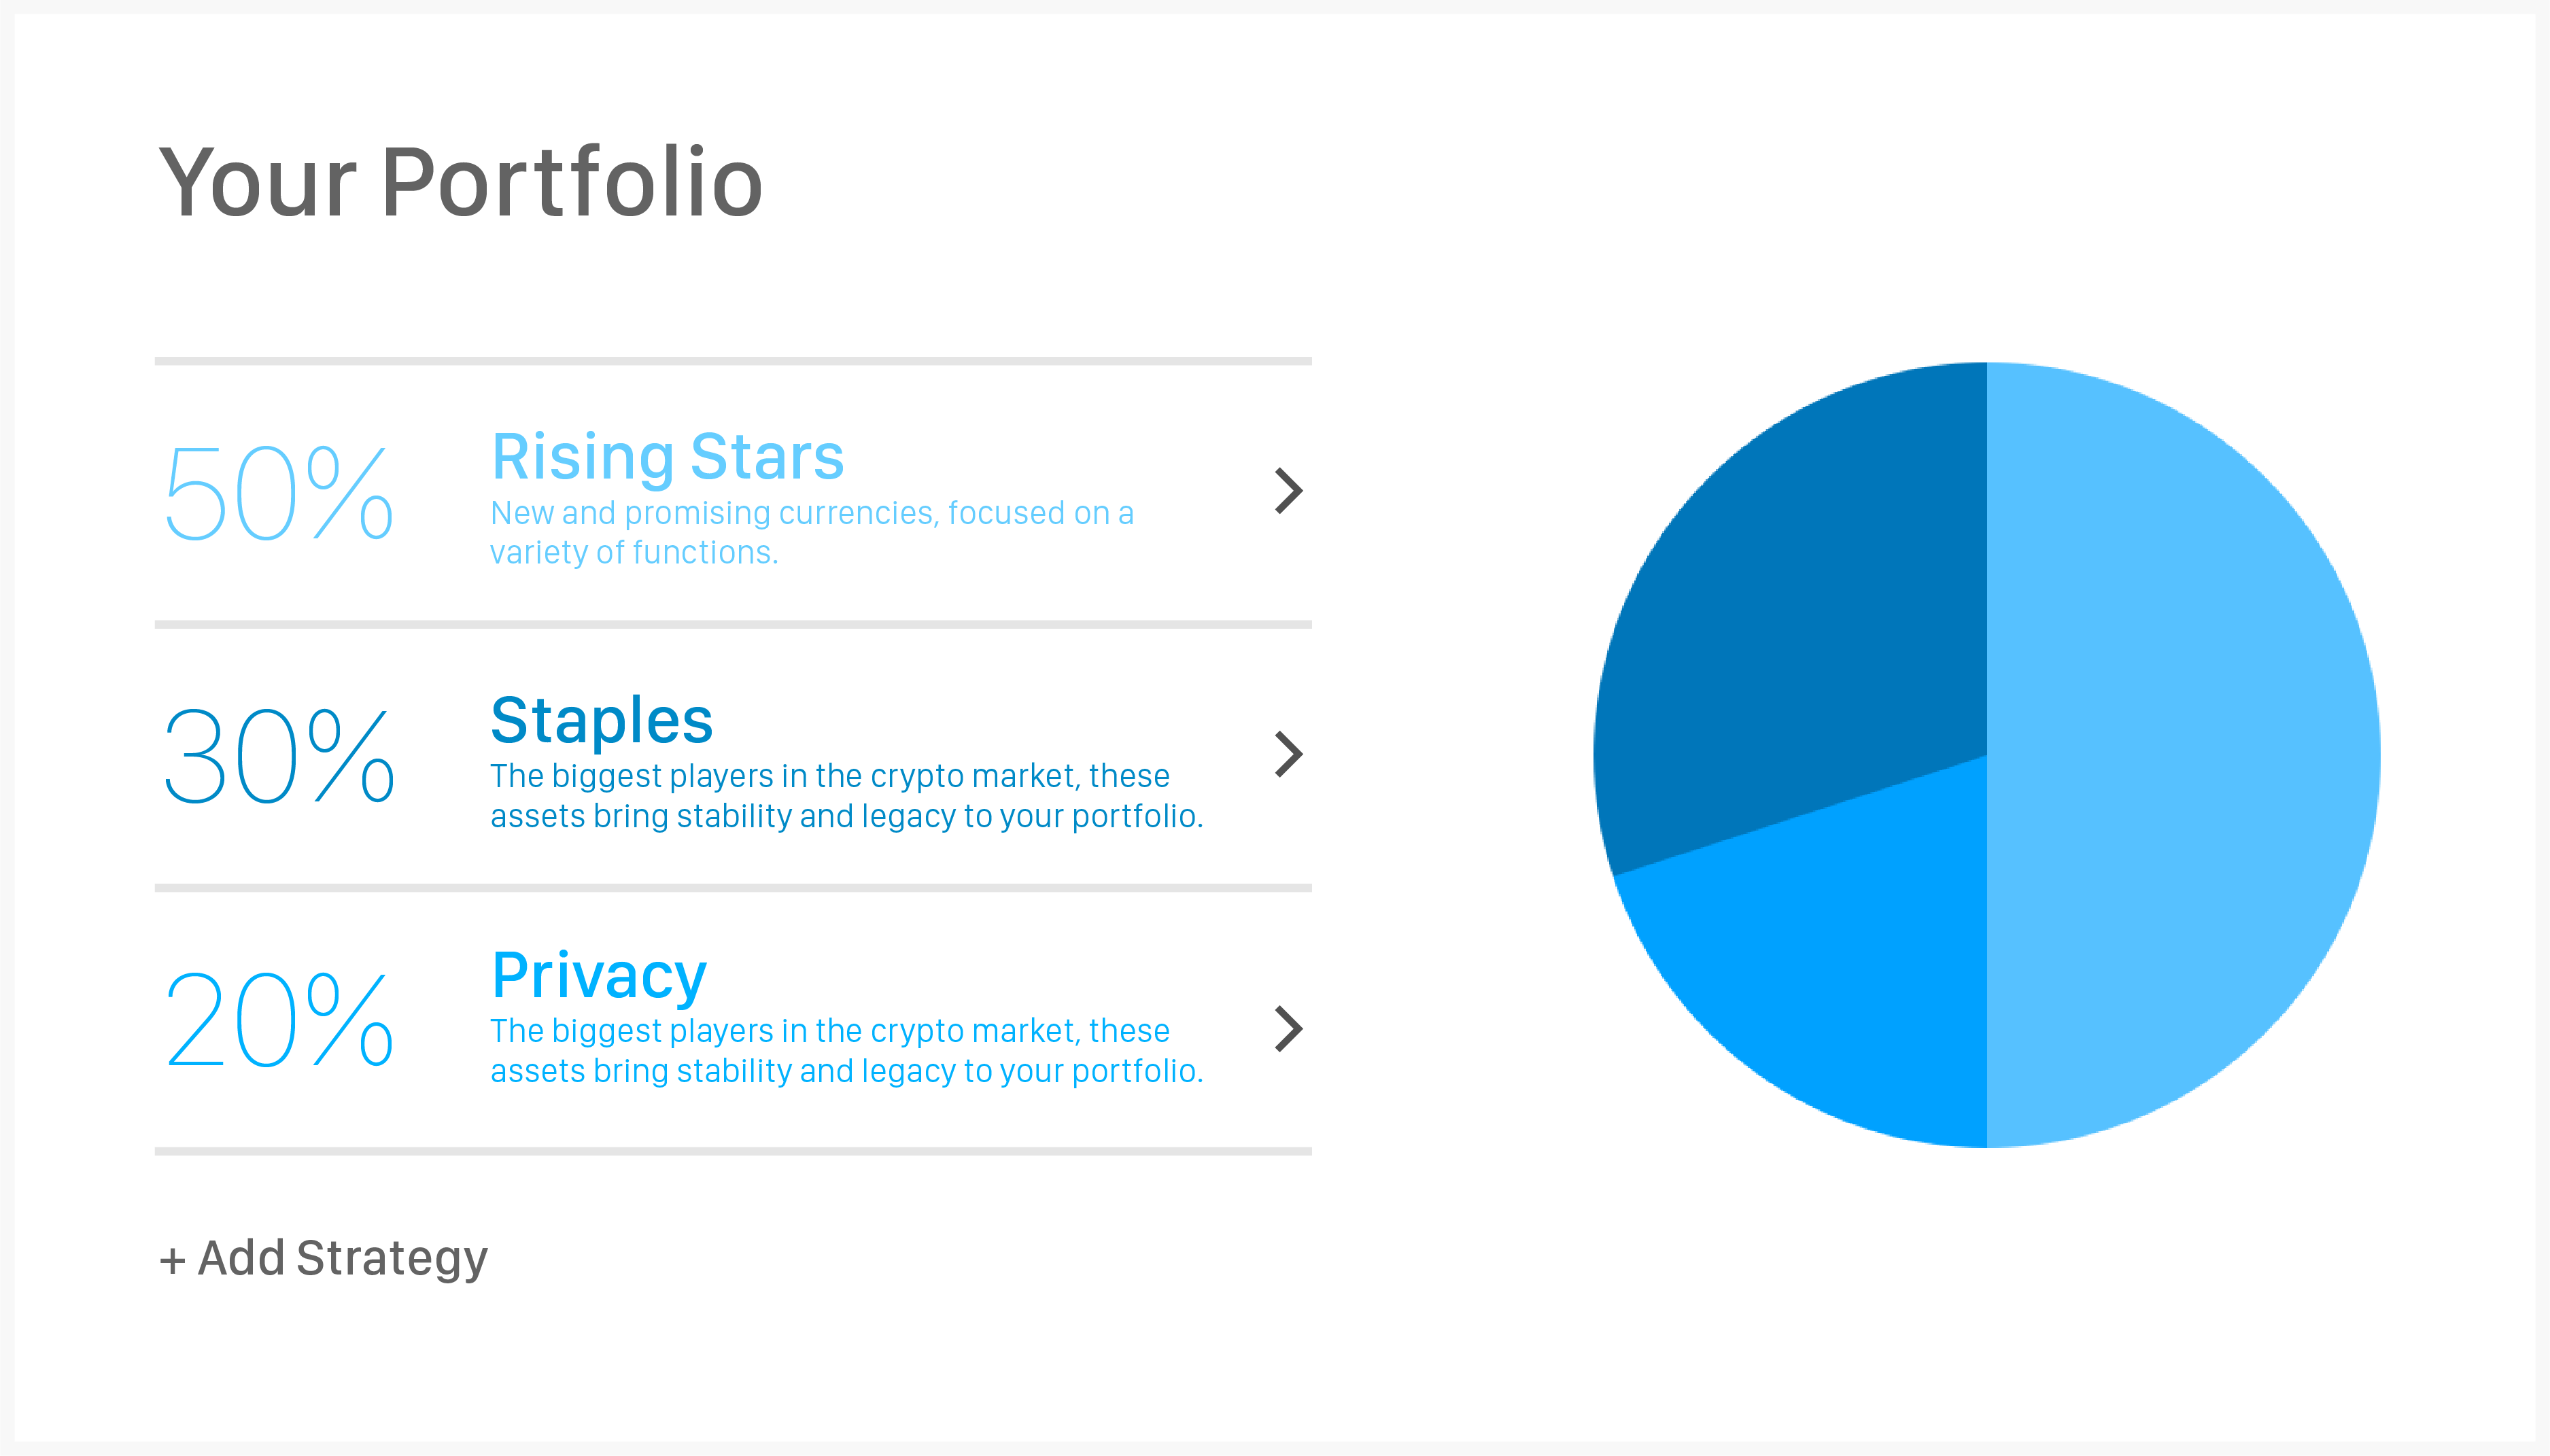 Your Portfolio
50%
Rising Stars
New and promising currencies, focused on a
variety of functions.
30%
Staples
The biggest players in the crypto market, these
assets bring stability and legacy to your portfolio.
20%
Privacy
The biggest players in the crypto market, these
assets bring stability and legacy to your portfolio.
+ Add Strategy